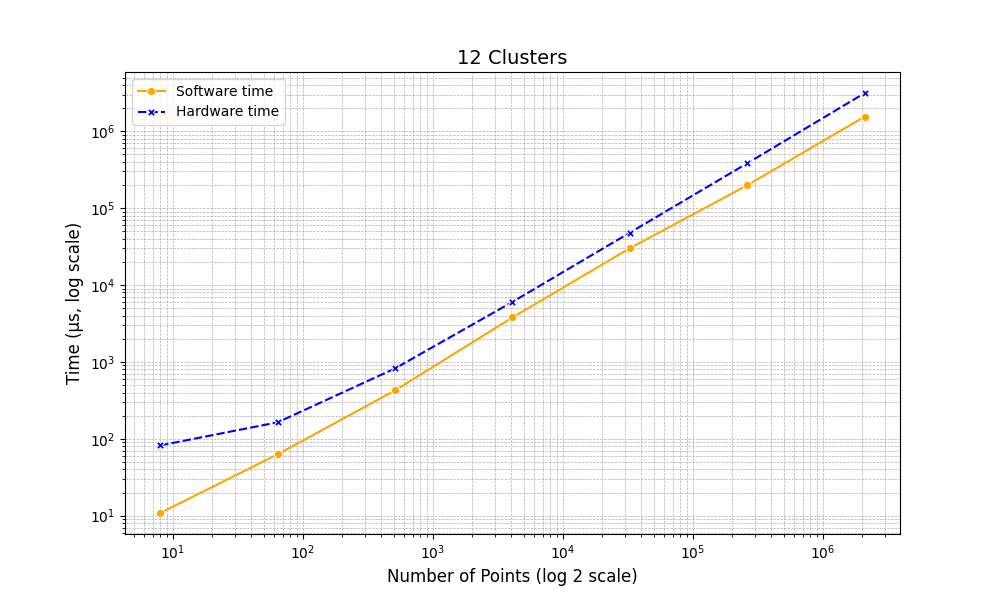 12 Clusters
Software time
Hardware time
Time (μs, log scale)
10⁶
10⁵
10⁴
10³
10²
10¹
10¹ 10² 10³ 10⁴ 10⁵ 10⁶
Number of Points (log 2 scale)